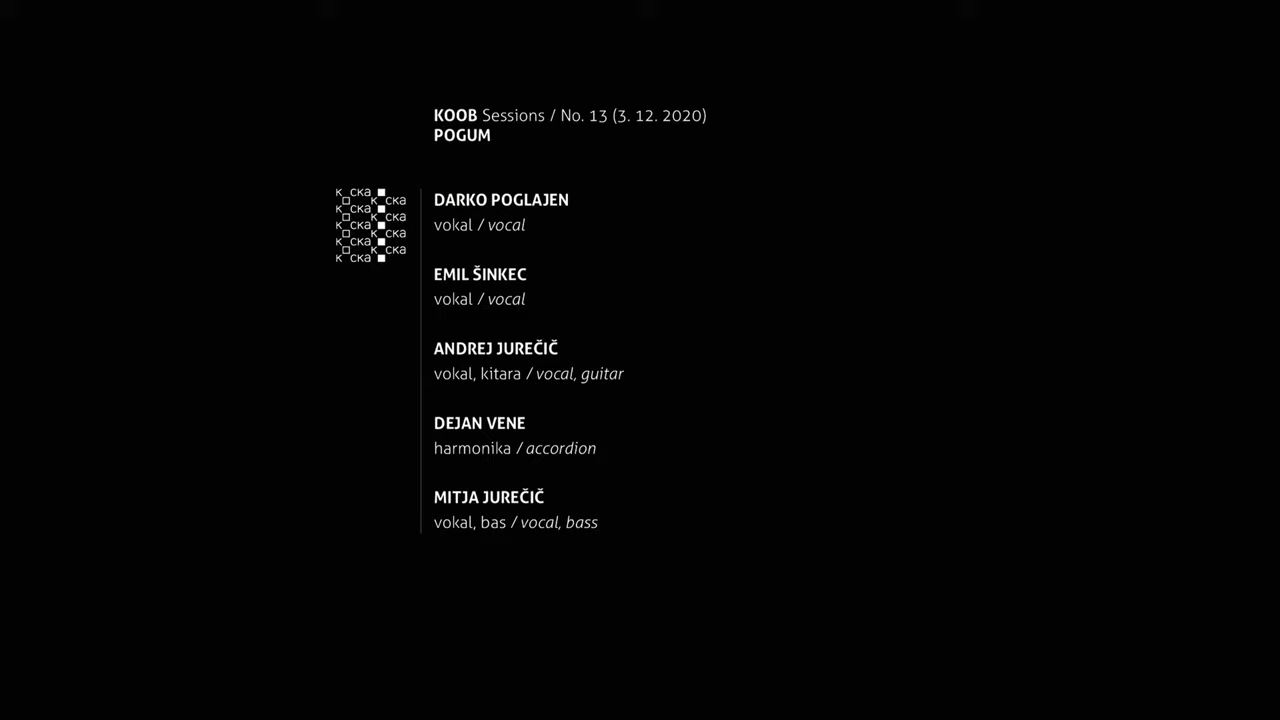 KOOB Sessions / No. 13 (3. 12. 2020)
POGUM
DARKO POGLAJEN
vokal / vocal
EMIL ŠINKEC
vokal / vocal
ANDREJ JUREČIČ
vokal, kitara / vocal, guitar
DEJAN VENE
harmonika / accordion
MITJA JUREČIČ
vokal, bas / vocal, bass